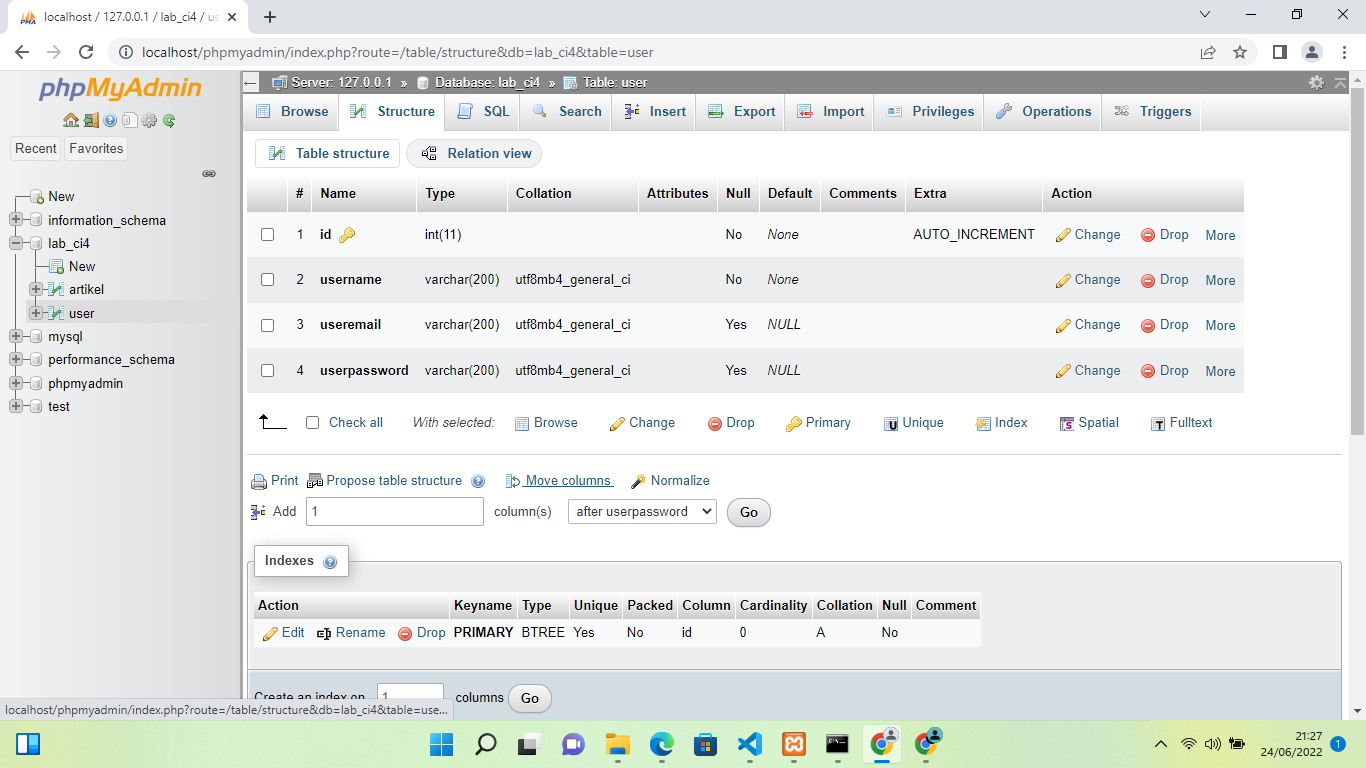 localhost / 127.0.0.1 / lab_ci4 / us
localhost/phpmyadmin/index.php?route=/table/structure&db=lab_ci4&table=user
phpMyAdmin
Recent Favorites
New
information_schema
lab_ci4
New
artikel
user
mysql
performance_schema
phpmyadmin
test
Server: 127.0.0.1 » Database: lab_ci4 » Table: user
Browse Structure SQL Search Insert Export Import Privileges Operations Triggers
Table structure Relation view
# Name Type Collation Attributes Null Default Comments Extra Action
1 id int(11) No None AUTO_INCREMENT Change Drop More
2 username varchar(200) utf8mb4_general_ci No None Change Drop More
3 useremail varchar(200) utf8mb4_general_ci Yes NULL Change Drop More
4 userpassword varchar(200) utf8mb4_general_ci Yes NULL Change Drop More
Check all With selected: Browse Change Drop Primary Unique Index Spatial Fulltext
Print Propose table structure Move columns Normalize
Add 1 column(s) after userpassword Go
Indexes
Action Keyname Type Unique Packed Column Cardinality Collation Null Comment
Edit Rename Drop PRIMARY BTREE Yes No id 0 A No
Create an index on 1 columns Go
localhost/phpmyadmin/index.php?route=/table/structure&db=lab_ci4&table=use...
21:27
24/06/2022
1